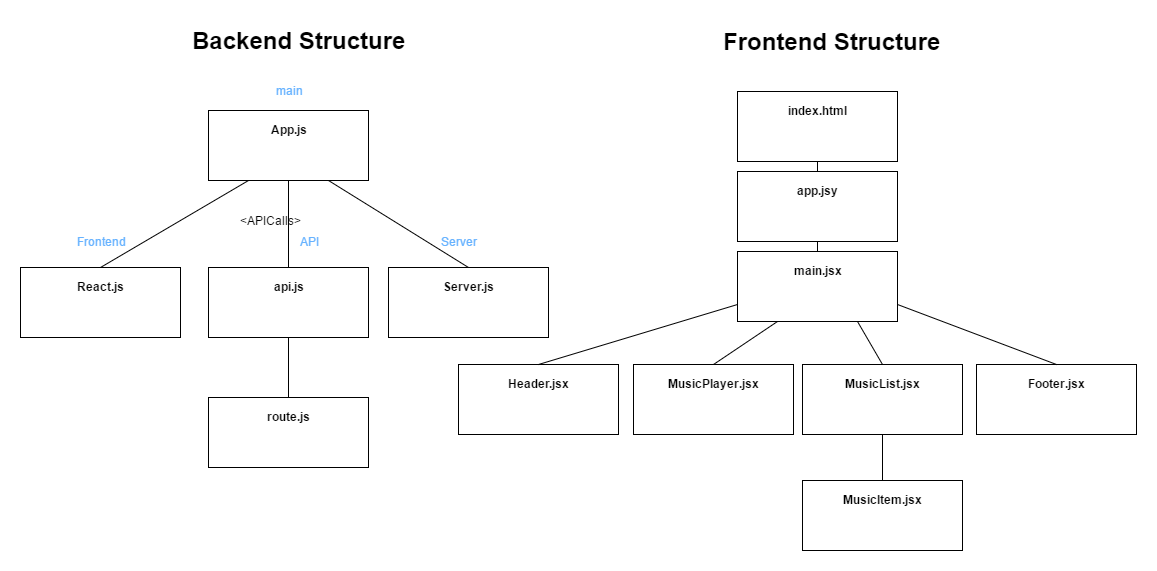 Backend Structure
main
App.js
<APICalls>
Frontend
API
Server
React.js
api.js
Server.js
route.js
Frontend Structure
index.html
app.jsy
main.jsx
Header.jsx
MusicPlayer.jsx
MusicList.jsx
Footer.jsx
MusicItem.jsx